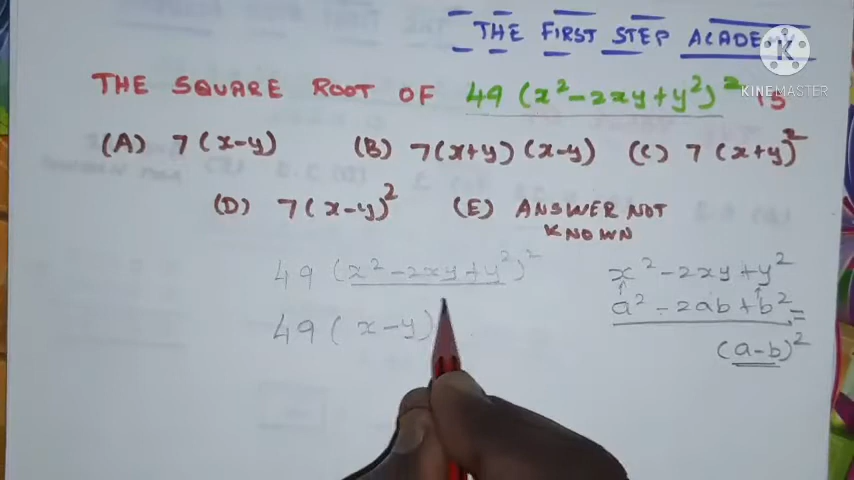 THE FIRST STEP ACADEMY
K
KINEMASTER
THE SQUARE ROOT OF 49 (x² - 2xy + y²)² IS
(A) 7(x-y) (B) 7(x+y)(x-y) (C) 7(x+y)²
(D) 7(x-y)² (E) ANSWER NOT KNOWN
49 (x² - 2xy + y²)²
49 ( x - y)
x² - 2xy + y²
a² - 2ab + b² =
(a-b)²